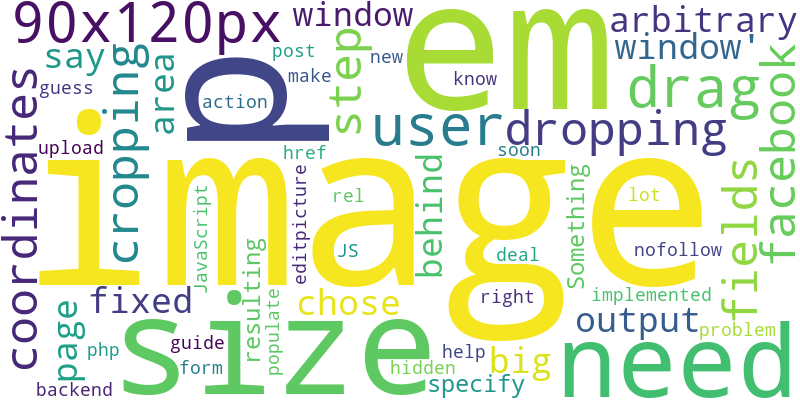 90x120px
window
em
arbitrary
window'
say
cropping
area
step
post
new
make
know
drag
facebook
guess
action
p
user
dropping
coordinates
upload
href
soon
image
rel
lot
JavaScript
editpicture
JS
behind
deal
Something
nofollow
fields
fixed
resulting
populate
chose
right
implemented
page
size
output
problem
php
guide
form
hidden
help
big
specify
need
backend